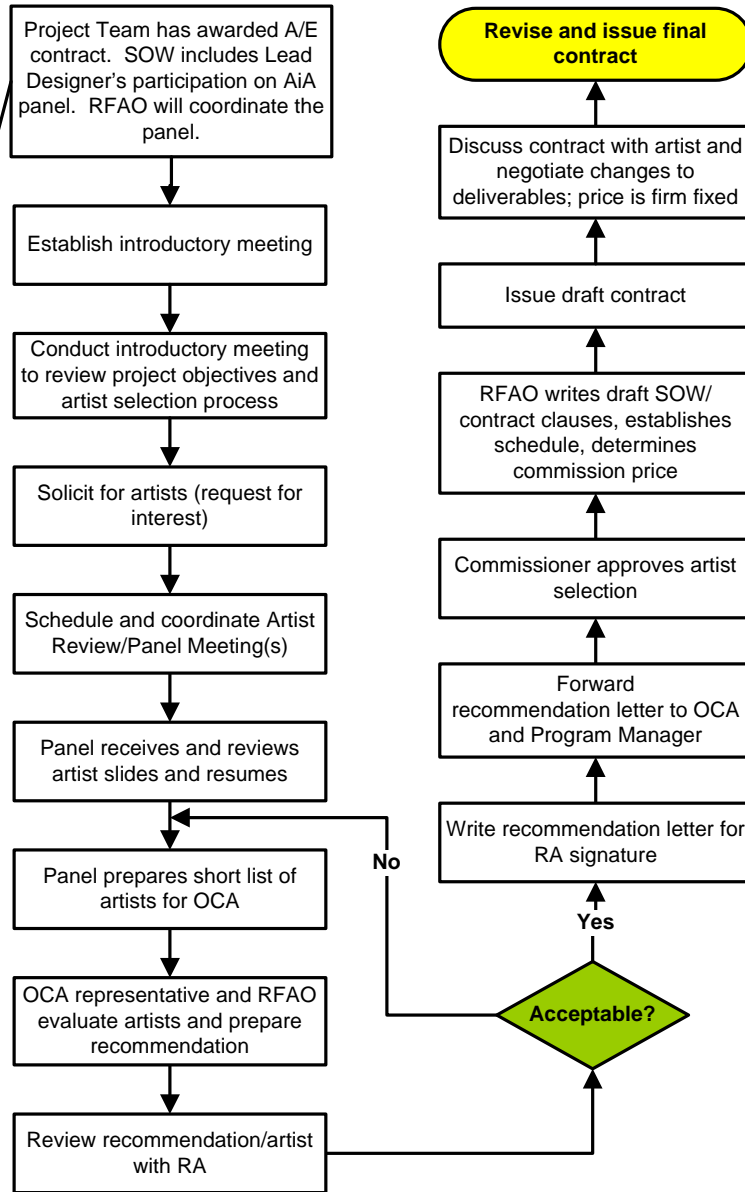 Project Team has awarded A/E
contract.  SOW includes Lead
Designer's participation on AiA
panel.  RFAO will coordinate the
panel.
Establish introductory meeting
Conduct introductory meeting
to review project objectives and
artist selection process
Solicit for artists (request for
interest)
Schedule and coordinate Artist
Review/Panel Meeting(s)
Panel receives and reviews
artist slides and resumes
Panel prepares short list of
artists for OCA
OCA representative and RFAO
evaluate artists and prepare
recommendation
Review recommendation/artist
with RA
Acceptable?
No
Yes
Write recommendation letter for
RA signature
Forward
recommendation letter to OCA
and Program Manager
Commissioner approves artist
selection
RFAO writes draft SOW/
contract clauses, establishes
schedule, determines
commission price
Issue draft contract
Discuss contract with artist and
negotiate changes to
deliverables; price is firm fixed
Revise and issue final
contract